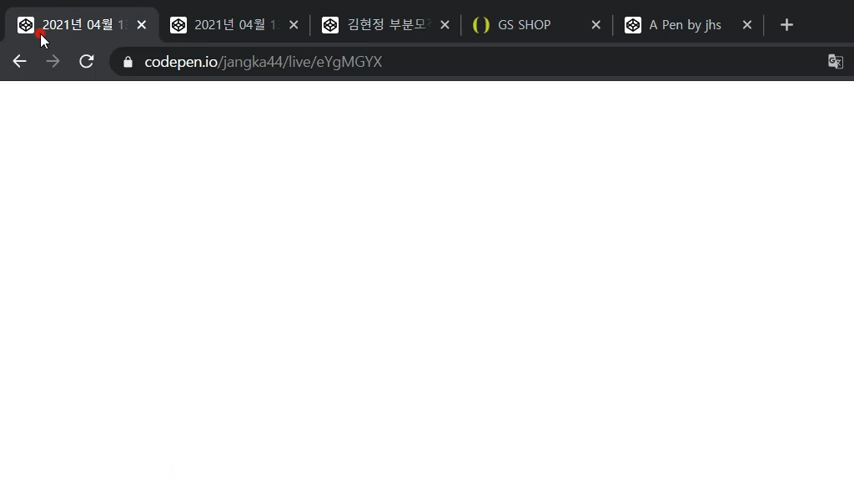 2021년 04월 1
2021년 04월 1
김현정 부분모
GS SHOP
A Pen by jhs
codepen.io/jangka44/live/eYgMGYX